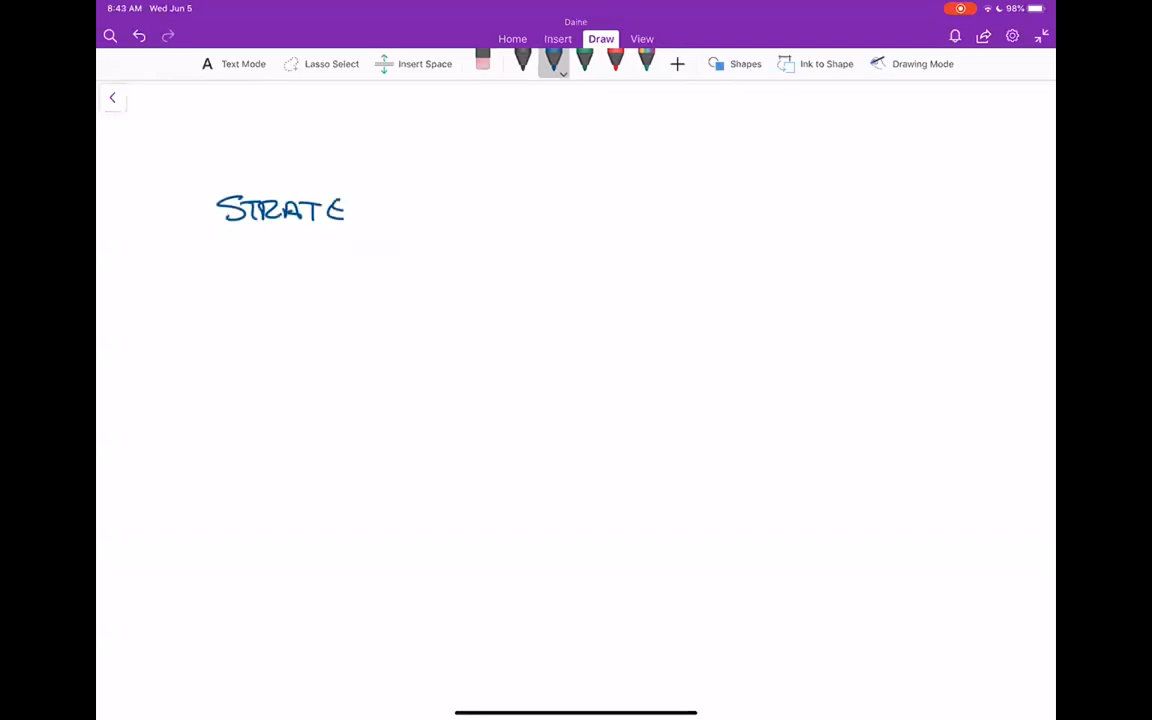 8:43 AM Wed Jun 5
98%
Daine
Home Insert Draw View
A Text Mode Lasso Select Insert Space Shapes Ink to Shape Drawing Mode
STRATE